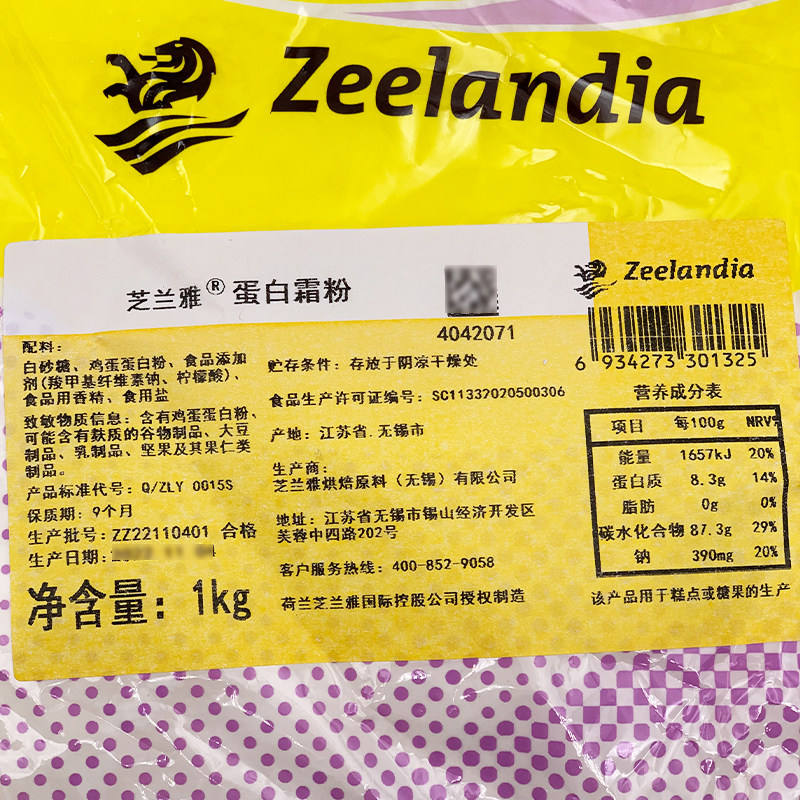 Zeelandia
芝兰雅®蛋白霜粉
4042071
配料：
白砂糖、鸡蛋蛋白粉、食品添加
剂(羧甲基纤维素钠、柠檬酸)、
食品用香精、食用盐
致敏物质信息：含有鸡蛋蛋白粉，
可能含有麸质的谷物制品、大豆
制品、乳制品、坚果及其果仁类
制品。
产品标准代号：Q/ZLY 0015S
保质期：9个月
生产批号：ZZ22110401 合格
生产日期：
净含量：1kg
贮存条件：存放于阴凉干燥处
食品生产许可证编号：SC11332020500306
产地：江苏省.无锡市
生产商：
芝兰雅烘焙原料（无锡）有限公司
地址：江苏省无锡市锡山经济开发区
芙蓉中四路202号
客户服务热线：400-852-9058
荷兰芝兰雅国际控股公司授权制造
Zeelandia
6 934273 301325
营养成分表
项目 每100g NRV%
能量 1657kJ 20%
蛋白质 8.3g 14%
脂肪 0g 0%
碳水化合物 87.3g 29%
钠 390mg 20%
该产品用于糕点或糖果的生产